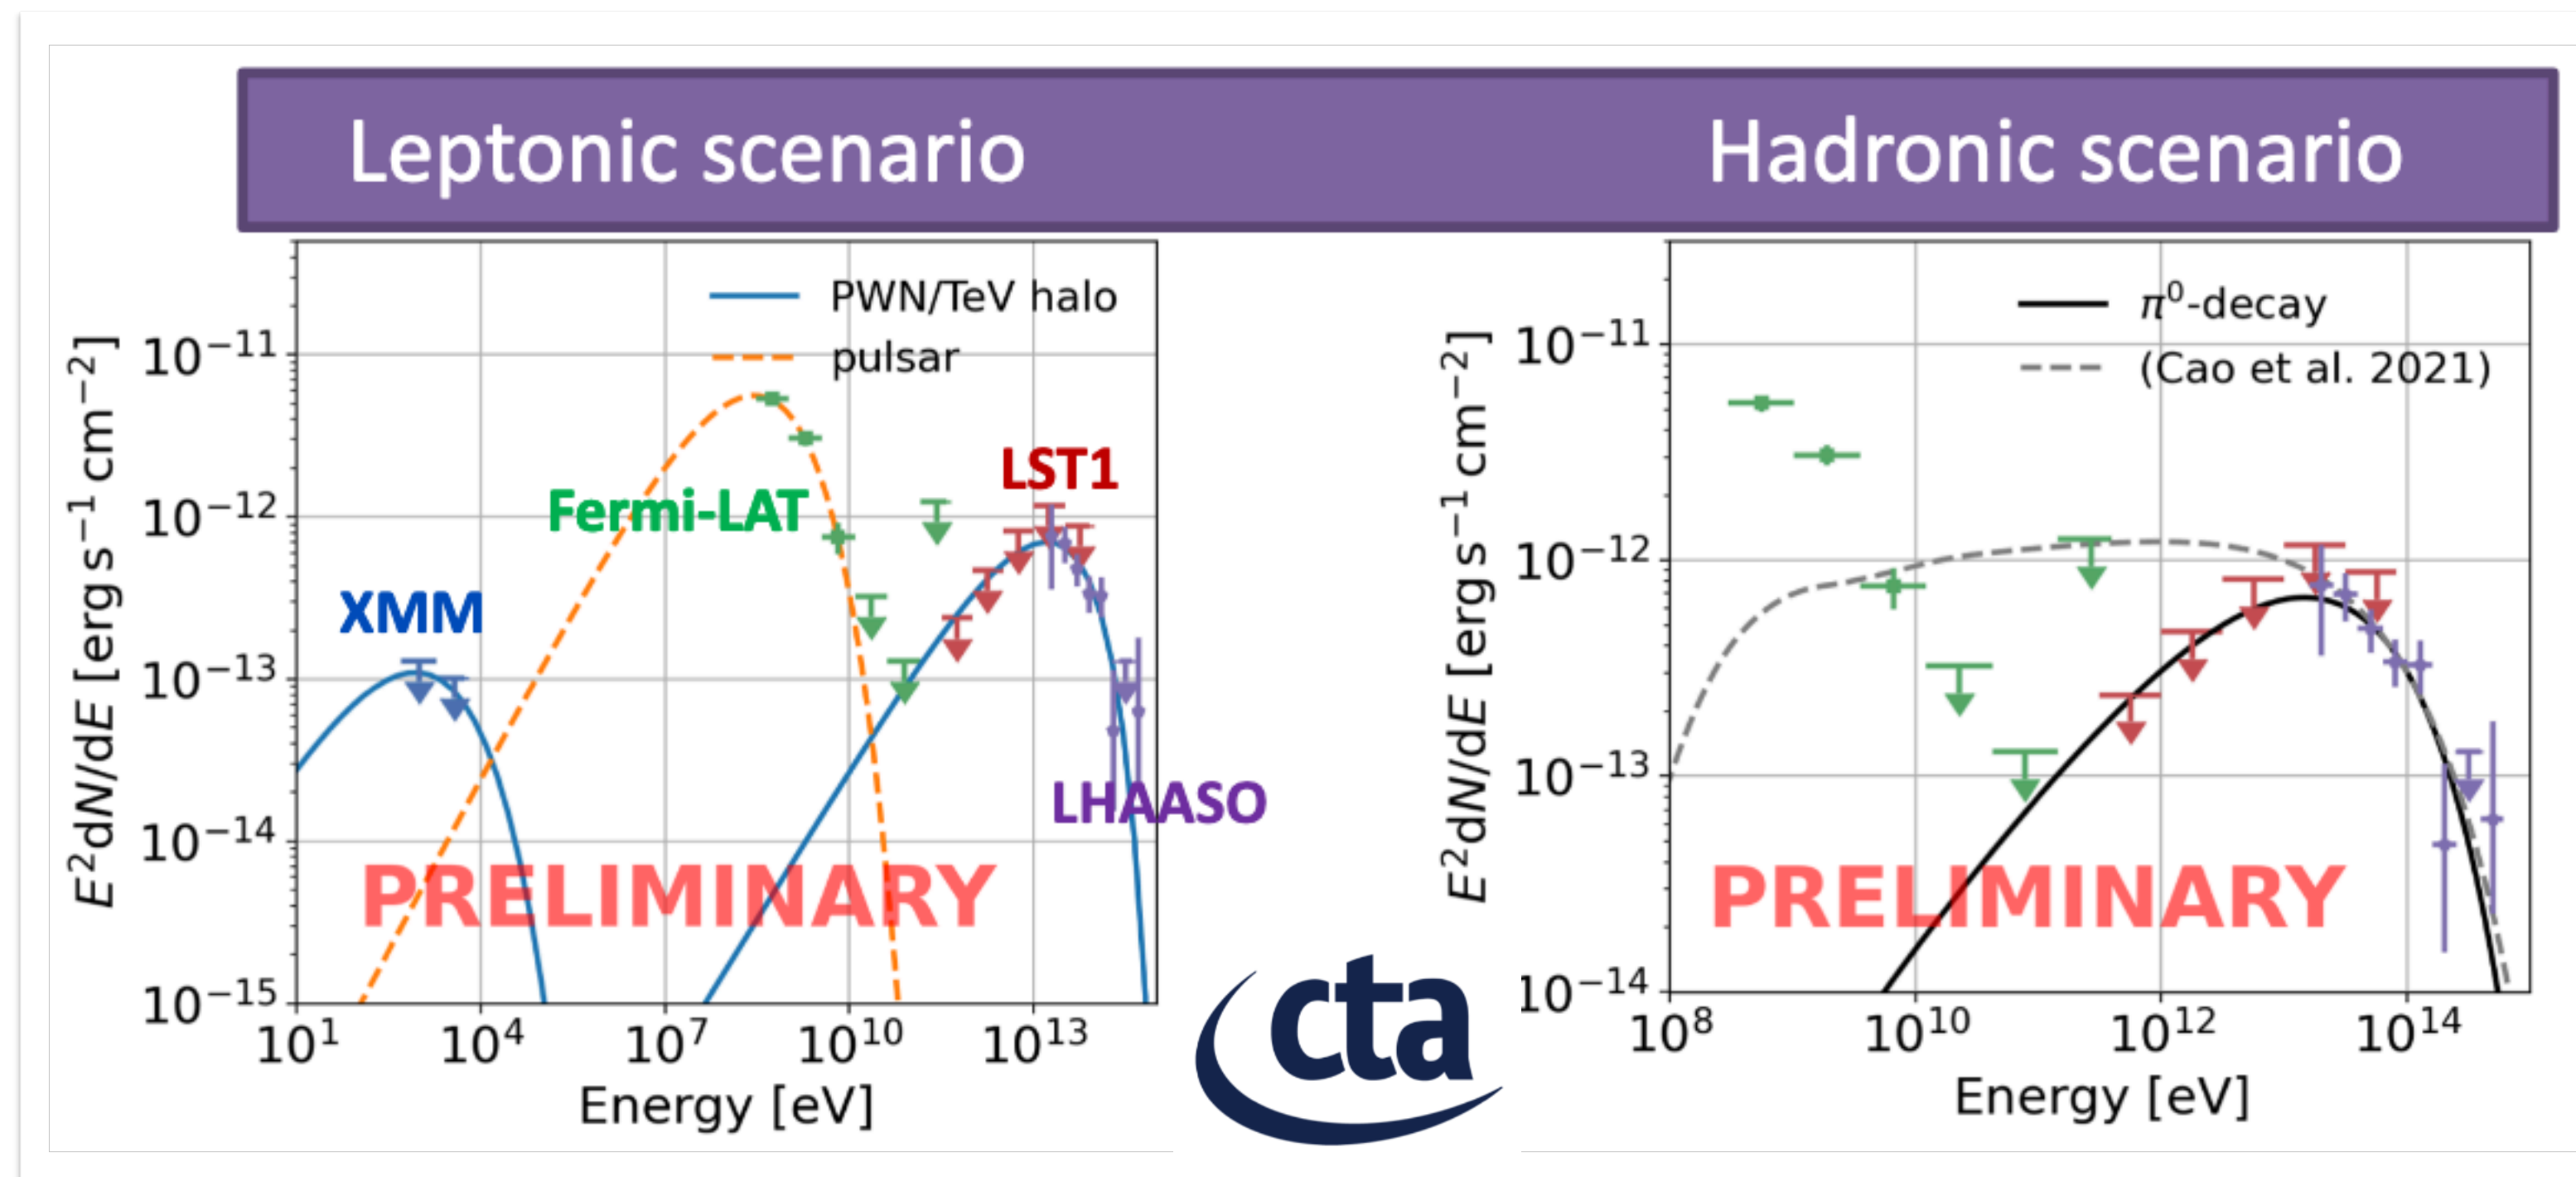 Leptonic scenario
Hadronic scenario
PWN/TeV halo
pulsar
10⁻¹¹
10⁻¹²
10⁻¹³
10⁻¹⁴
10⁻¹⁵
E²dN/dE [erg s⁻¹ cm⁻²]
XMM
Fermi-LAT
LST1
LHAASO
PRELIMINARY
10¹ 10⁴ 10⁷ 10¹⁰ 10¹³
Energy [eV]
cta
π⁰-decay
(Cao et al. 2021)
10⁻¹¹
10⁻¹²
10⁻¹³
10⁻¹⁴
E²dN/dE [erg s⁻¹ cm⁻²]
PRELIMINARY
10⁸ 10¹⁰ 10¹² 10¹⁴
Energy [eV]